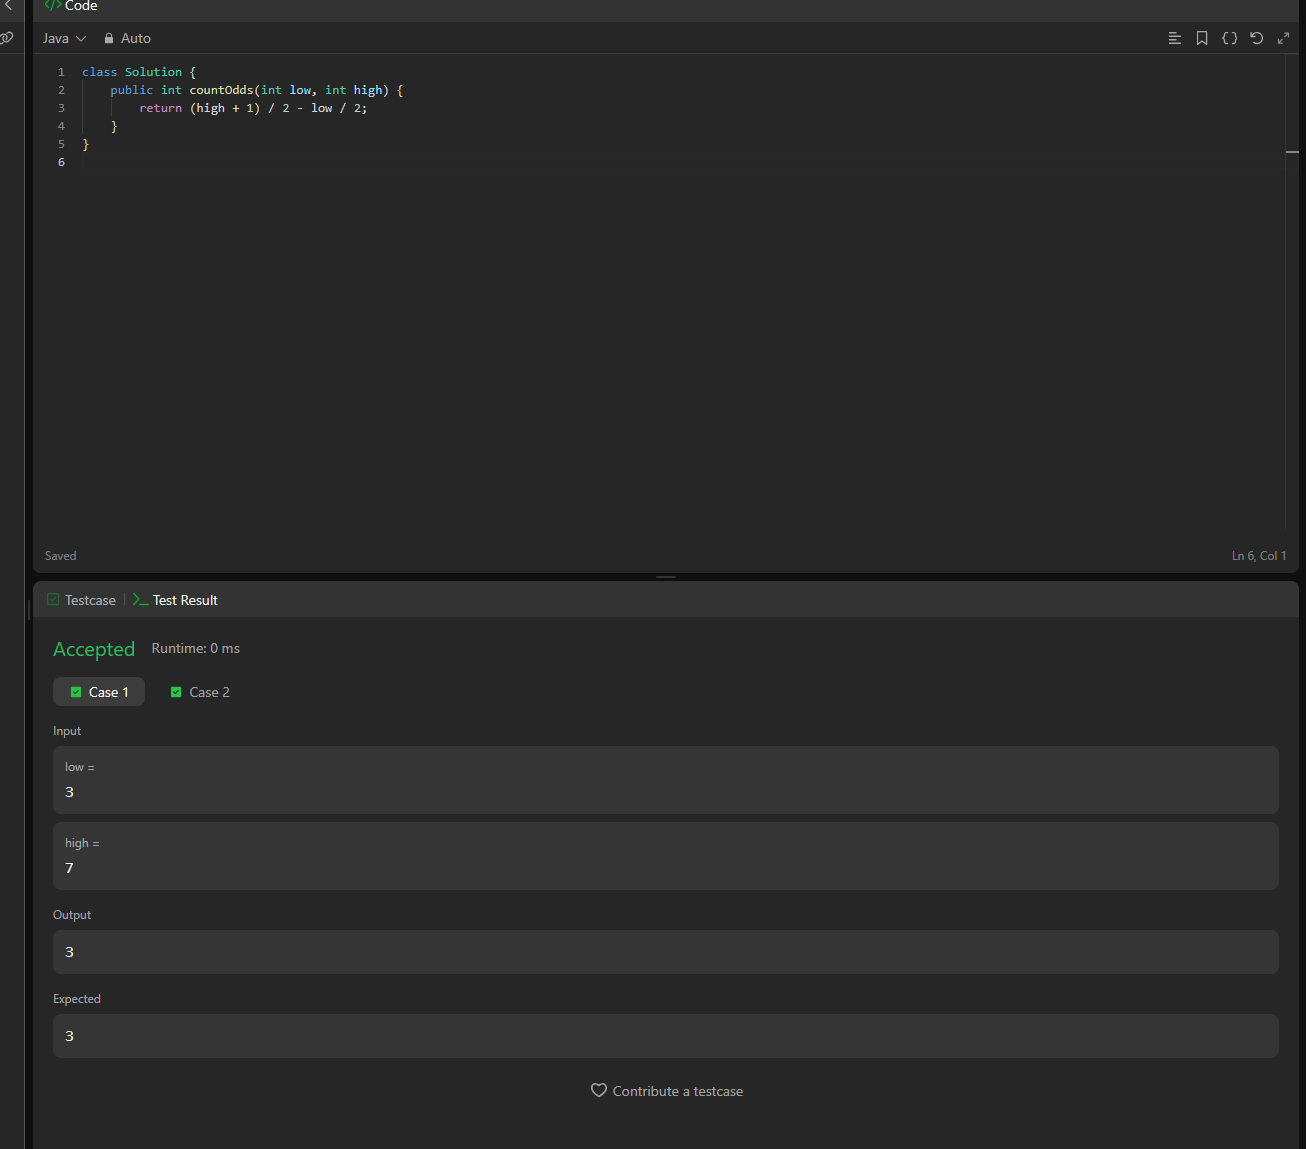 </> Code
Java Auto
1 class Solution {
2     public int countOdds(int low, int high) {
3         return (high + 1) / 2 - low / 2;
4     }
5 }
6
Saved Ln 6, Col 1
Testcase | >_ Test Result
Accepted Runtime: 0 ms
Case 1 Case 2
Input
low =
3
high =
7
Output
3
Expected
3
Contribute a testcase